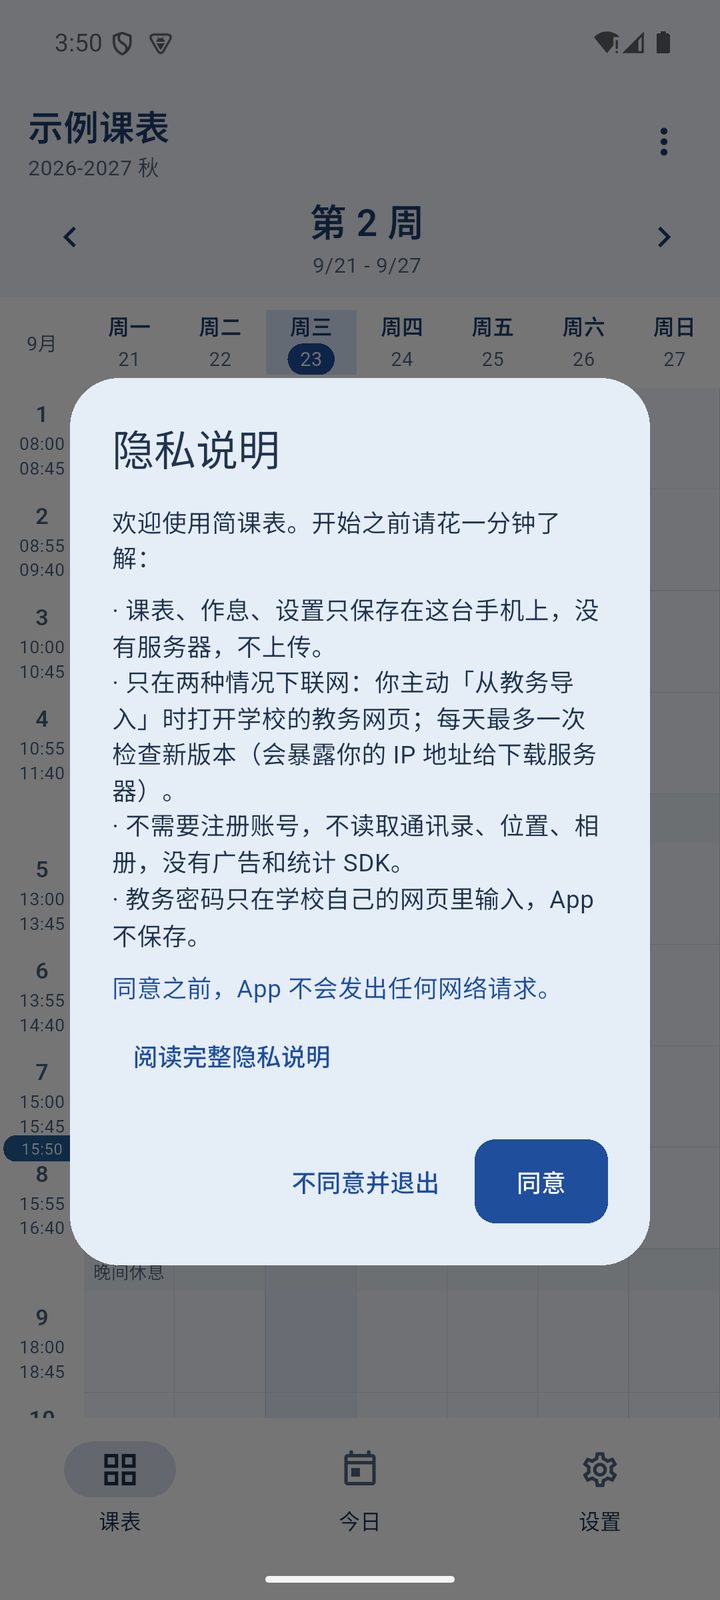 3:50
示例课表
2026-2027 秋
第 2 周
9/21 - 9/27
9月
周一 周二 周三 周四 周五 周六 周日
21 22 23 24 25 26 27
1
08:00
08:45
2
08:55
09:40
3
10:00
10:45
4
10:55
11:40
5
13:00
13:45
6
13:55
14:40
7
15:00
15:45
15:50
8
15:55
16:40
隐私说明
欢迎使用简课表。开始之前请花一分钟了
解：
· 课表、作息、设置只保存在这台手机上，没
有服务器，不上传。
· 只在两种情况下联网：你主动「从教务导
入」时打开学校的教务网页；每天最多一次
检查新版本（会暴露你的 IP 地址给下载服务
器）。
· 不需要注册账号，不读取通讯录、位置、相
册，没有广告和统计 SDK。
· 教务密码只在学校自己的网页里输入，App
不保存。
同意之前，App 不会发出任何网络请求。
阅读完整隐私说明
不同意并退出 同意
晚间休息
9
18:00
18:45
10
课表 今日 设置